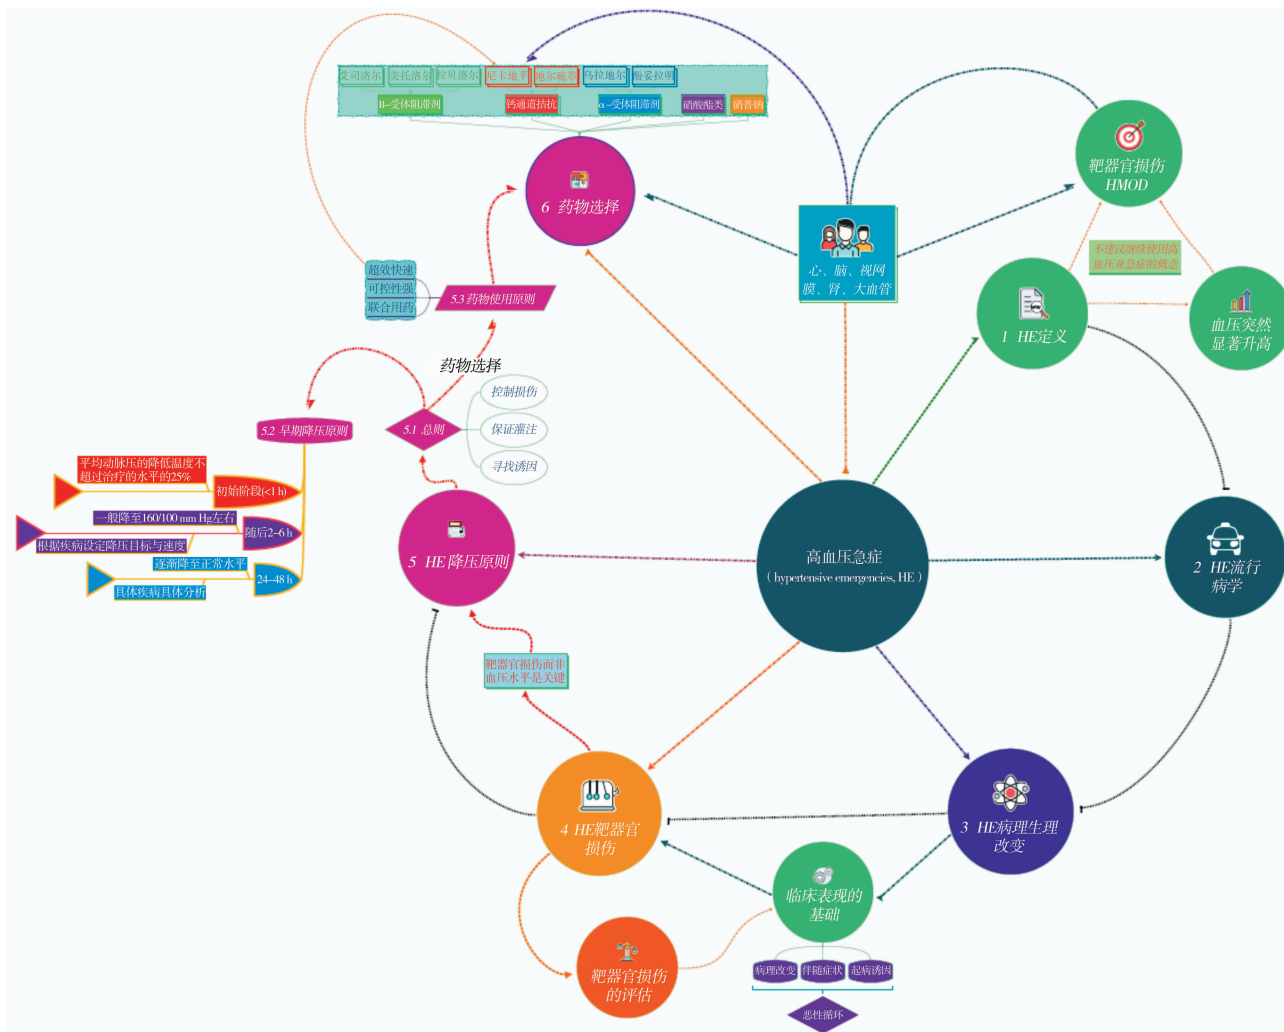 艾司洛尔
美托洛尔
拉贝洛尔
尼卡地平
地尔硫䓬
乌拉地尔
酚妥拉明
B-受体阻滞剂
钙通道拮抗
α-受体阻滞剂
硝酸酯类
硝普钠
6 药物选择
靶器官损伤
HMOD
心、脑、视网
膜、肾、大血管
不建议继续使用高
血压亚急症的概念
1 HE定义
血压突然
显著升高
超效快速
可控性强
联合用药
5.3 药物使用原则
药物选择
控制损伤
保证灌注
寻找诱因
5.1 总则
5.2 早期降压原则
平均动脉压的降低温度不
超过治疗的水平的25%
初始阶段(<1 h)
一般降至160/100 mm Hg左右
随后2–6 h
根据疾病设定降压目标与速度
逐渐降至正常水平
24–48 h
具体疾病具体分析
5 HE 降压原则
高血压急症
（hypertensive emergencies, HE）
2 HE流行
病学
靶器官损伤而非
血压水平是关键
4 HE靶器官
损伤
3 HE病理生理
改变
临床表现的
基础
靶器官损伤
的评估
病理改变
伴随症状
起病诱因
恶性循环